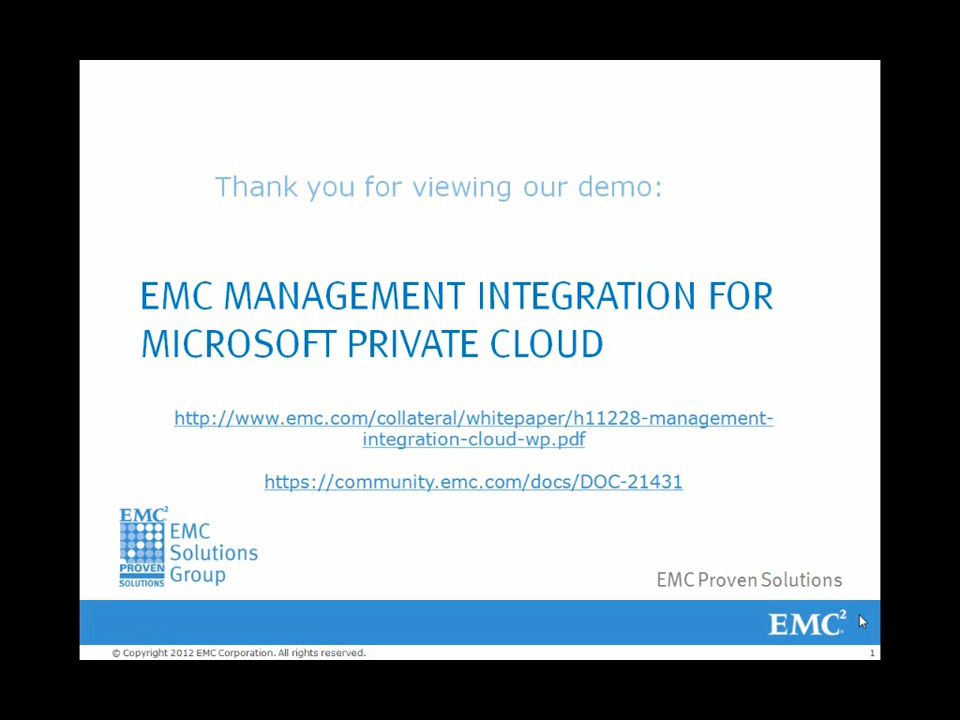 Thank you for viewing our demo:
EMC MANAGEMENT INTEGRATION FOR
MICROSOFT PRIVATE CLOUD
http://www.emc.com/collateral/whitepaper/h11228-management-
integration-cloud-wp.pdf
https://community.emc.com/docs/DOC-21431
EMC²
PROVEN
SOLUTIONS
EMC
Solutions
Group
EMC Proven Solutions
EMC²
© Copyright 2012 EMC Corporation. All rights reserved.
1